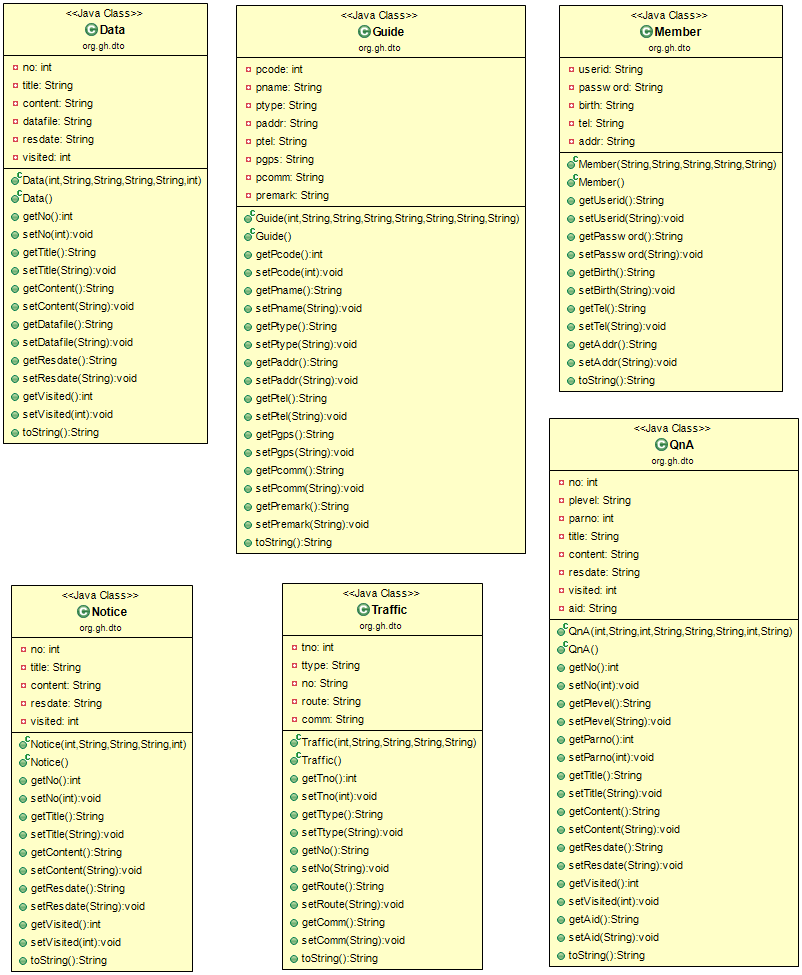 <<Java Class>>
Data
org.gh.dto
no: int
title: String
content: String
datafile: String
resdate: String
visited: int
Data(int,String,String,String,String,int)
Data()
getNo():int
setNo(int):void
getTitle():String
setTitle(String):void
getContent():String
setContent(String):void
getDatafile():String
setDatafile(String):void
getResdate():String
setResdate(String):void
getVisited():int
setVisited(int):void
toString():String
<<Java Class>>
Guide
org.gh.dto
pcode: int
pname: String
ptype: String
paddr: String
ptel: String
pgps: String
pcomm: String
premark: String
Guide(int,String,String,String,String,String,String,String)
Guide()
getPcode():int
setPcode(int):void
getPname():String
setPname(String):void
getPtype():String
setPtype(String):void
getPaddr():String
setPaddr(String):void
getPtel():String
setPtel(String):void
getPgps():String
setPgps(String):void
getPcomm():String
setPcomm(String):void
getPremark():String
setPremark(String):void
toString():String
<<Java Class>>
Member
org.gh.dto
userid: String
password: String
birth: String
tel: String
addr: String
Member(String,String,String,String,String)
Member()
getUserid():String
setUserid(String):void
getPassword():String
setPassword(String):void
getBirth():String
setBirth(String):void
getTel():String
setTel(String):void
getAddr():String
setAddr(String):void
toString():String
<<Java Class>>
QnA
org.gh.dto
no: int
plevel: String
parno: int
title: String
content: String
resdate: String
visited: int
aid: String
QnA(int,String,int,String,String,String,int,String)
QnA()
getNo():int
setNo(int):void
getPlevel():String
setPlevel(String):void
getParno():int
setParno(int):void
getTitle():String
setTitle(String):void
getContent():String
setContent(String):void
getResdate():String
setResdate(String):void
getVisited():int
setVisited(int):void
getAid():String
setAid(String):void
toString():String
<<Java Class>>
Notice
org.gh.dto
no: int
title: String
content: String
resdate: String
visited: int
Notice(int,String,String,String,int)
Notice()
getNo():int
setNo(int):void
getTitle():String
setTitle(String):void
getContent():String
setContent(String):void
getResdate():String
setResdate(String):void
getVisited():int
setVisited(int):void
toString():String
<<Java Class>>
Traffic
org.gh.dto
tno: int
ttype: String
no: String
route: String
comm: String
Traffic(int,String,String,String,String)
Traffic()
getTno():int
setTno(int):void
getTtype():String
setTtype(String):void
getNo():String
setNo(String):void
getRoute():String
setRoute(String):void
getComm():String
setComm(String):void
toString():String